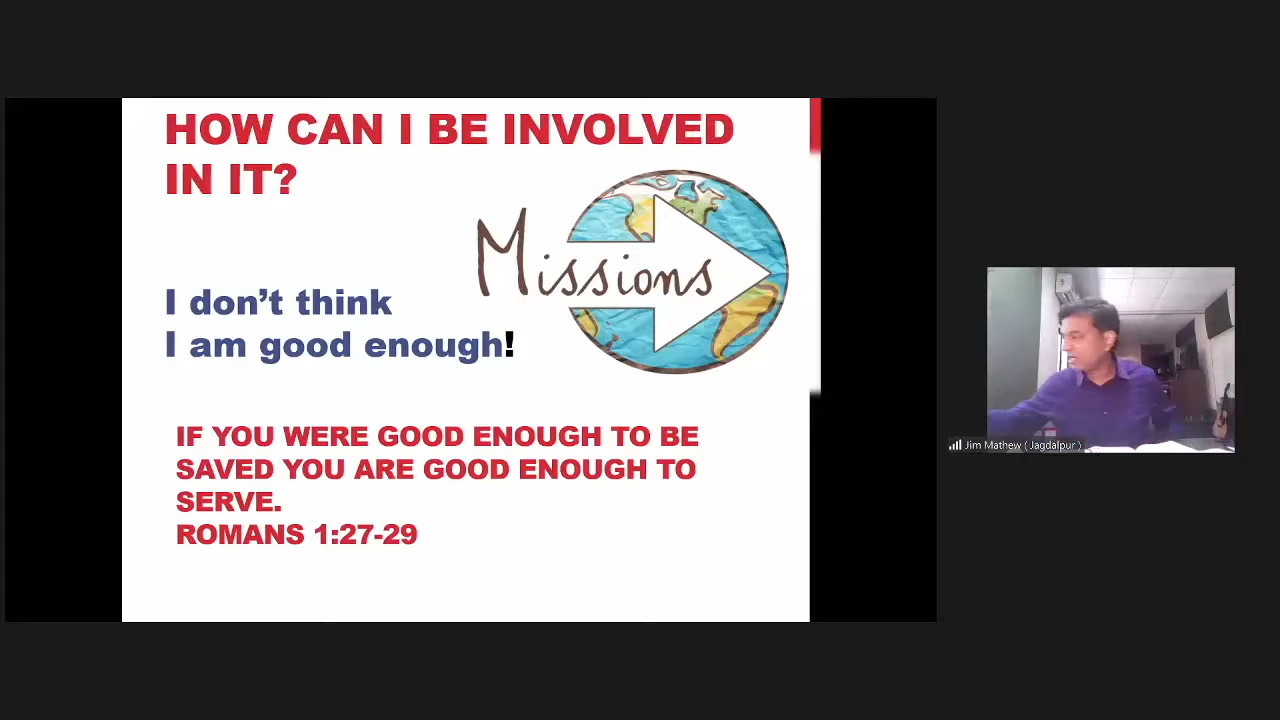 HOW CAN I BE INVOLVED
IN IT?
Missions
I don’t think
I am good enough!
IF YOU WERE GOOD ENOUGH TO BE
SAVED YOU ARE GOOD ENOUGH TO
SERVE.
ROMANS 1:27-29
Jim Mathew ( Jagdalpur )